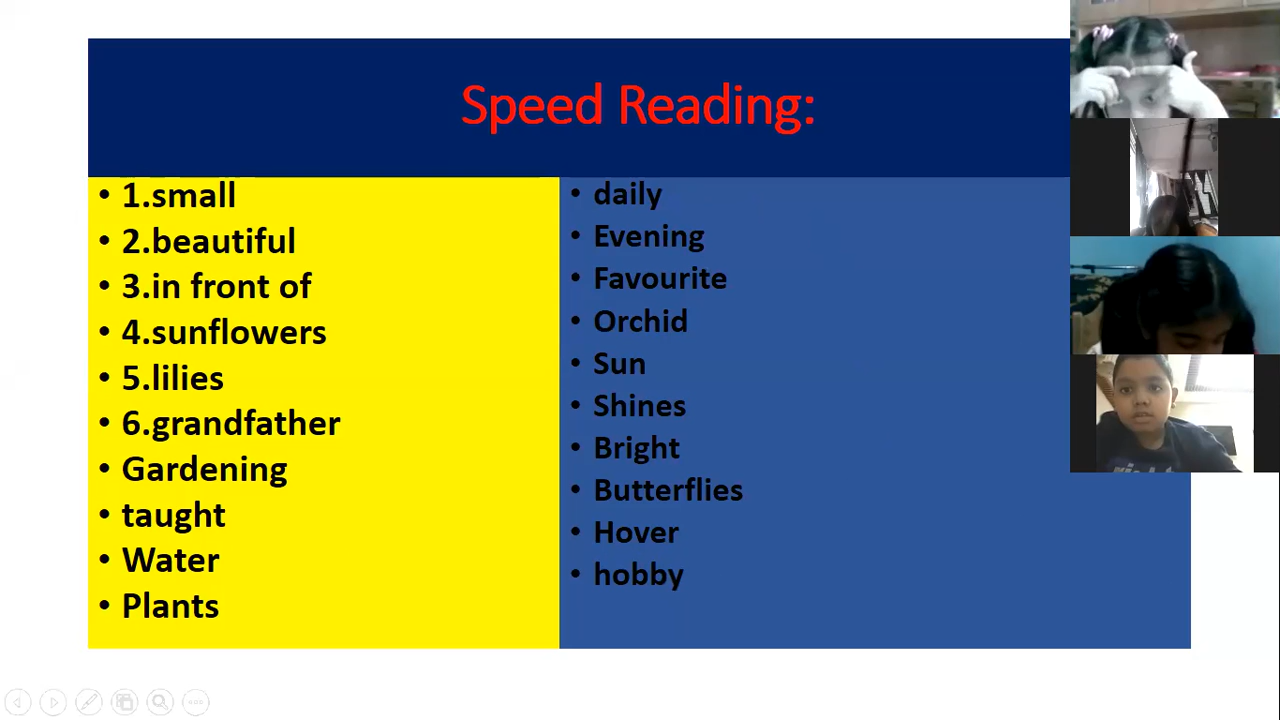 Speed Reading:
• 1.small
• 2.beautiful
• 3.in front of
• 4.sunflowers
• 5.lilies
• 6.grandfather
• Gardening
• taught
• Water
• Plants
• daily
• Evening
• Favourite
• Orchid
• Sun
• Shines
• Bright
• Butterflies
• Hover
• hobby